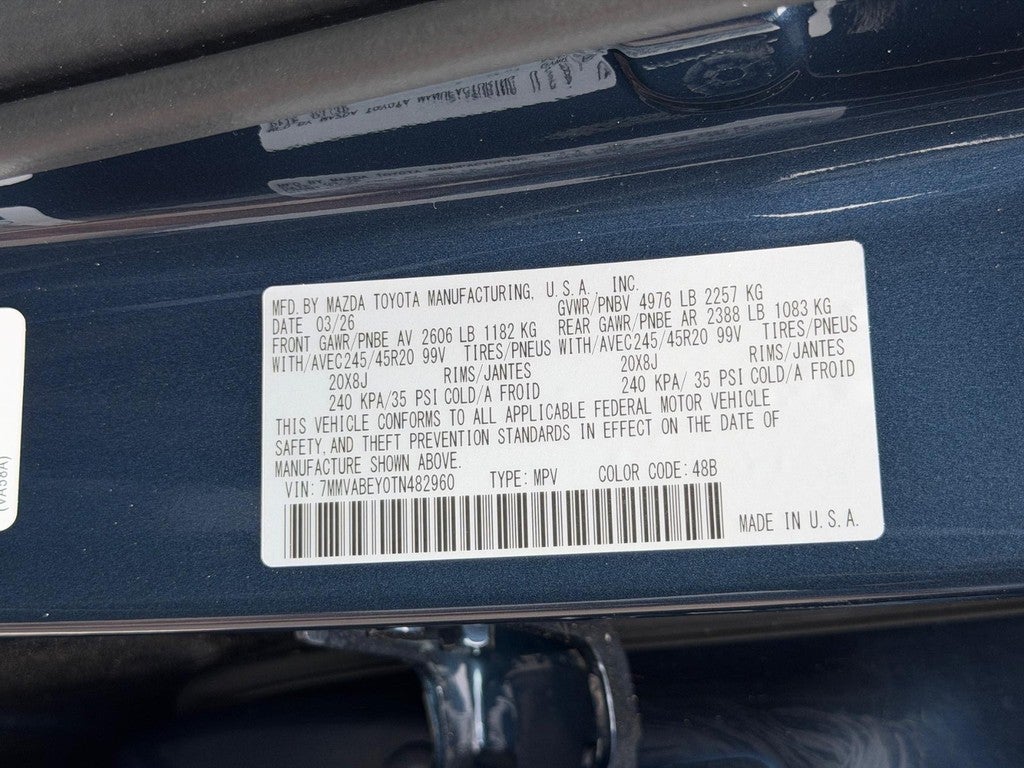 MFD. BY MAZDA TOYOTA MANUFACTURING, U.S.A., INC.
DATE 03/26 GVWR/PNBV 4976 LB 2257 KG
FRONT GAWR/PNBE AV 2606 LB 1182 KG REAR GAWR/PNBE AR 2388 LB 1083 KG
WITH/AVEC245/45R20 99V TIRES/PNEUS WITH/AVEC245/45R20 99V TIRES/PNEUS
20X8J RIMS/JANTES 20X8J RIMS/JANTES
240 KPA/35 PSI COLD/A FROID 240 KPA/ 35 PSI COLD/A FROID
THIS VEHICLE CONFORMS TO ALL APPLICABLE FEDERAL MOTOR VEHICLE
SAFETY, AND THEFT PREVENTION STANDARDS IN EFFECT ON THE DATE OF
MANUFACTURE SHOWN ABOVE.
VIN: 7MMVABEY0TN482960 TYPE: MPV COLOR CODE: 48B
MADE IN U.S.A.
(VA58A)